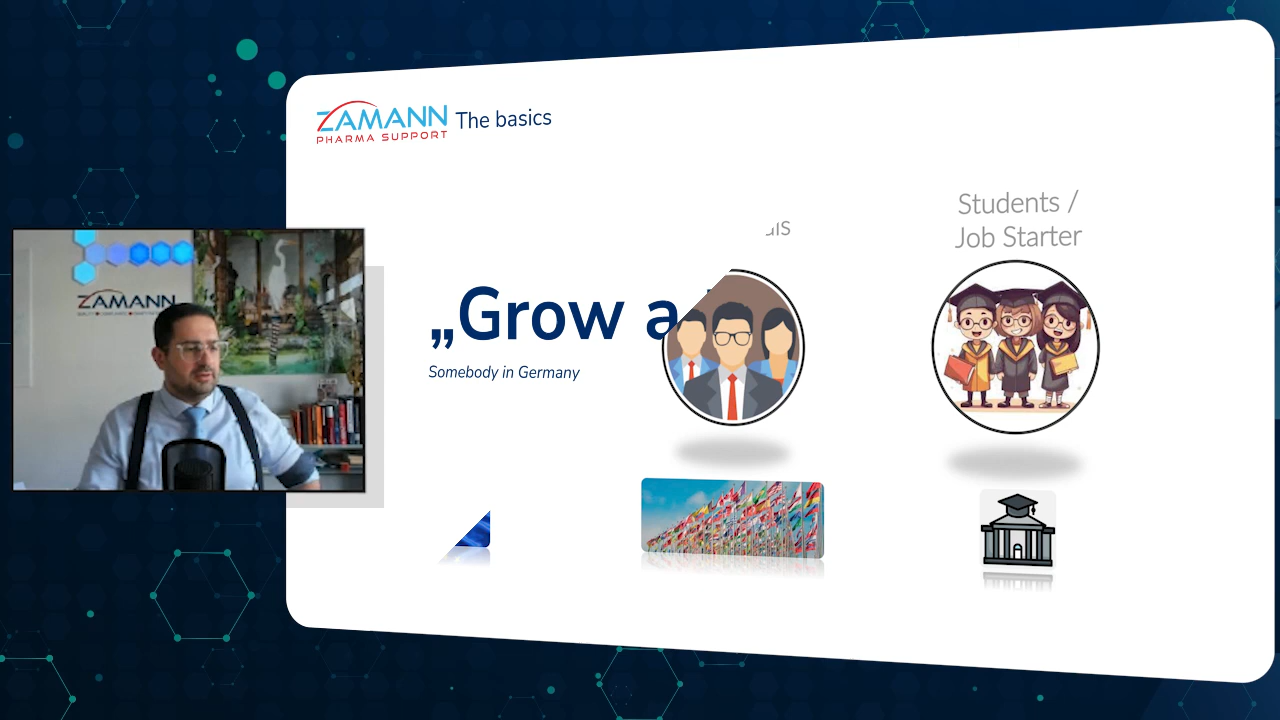 ZAMANN
PHARMA SUPPORT
The basics
Students /
Job Starter
„Grow a
Somebody in Germany
ZAMANN